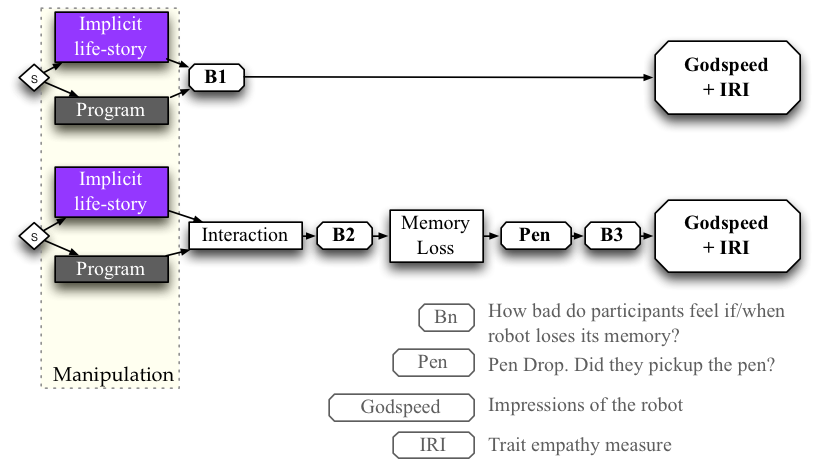 Implicit
life-story
S
B1
Program
Godspeed
+ IRI
Implicit
life-story
S
Program
Interaction
B2
Memory
Loss
Pen
B3
Godspeed
+ IRI
Manipulation
Bn
How bad do participants feel if/when
robot loses its memory?
Pen
Pen Drop. Did they pickup the pen?
Godspeed
Impressions of the robot
IRI
Trait empathy measure